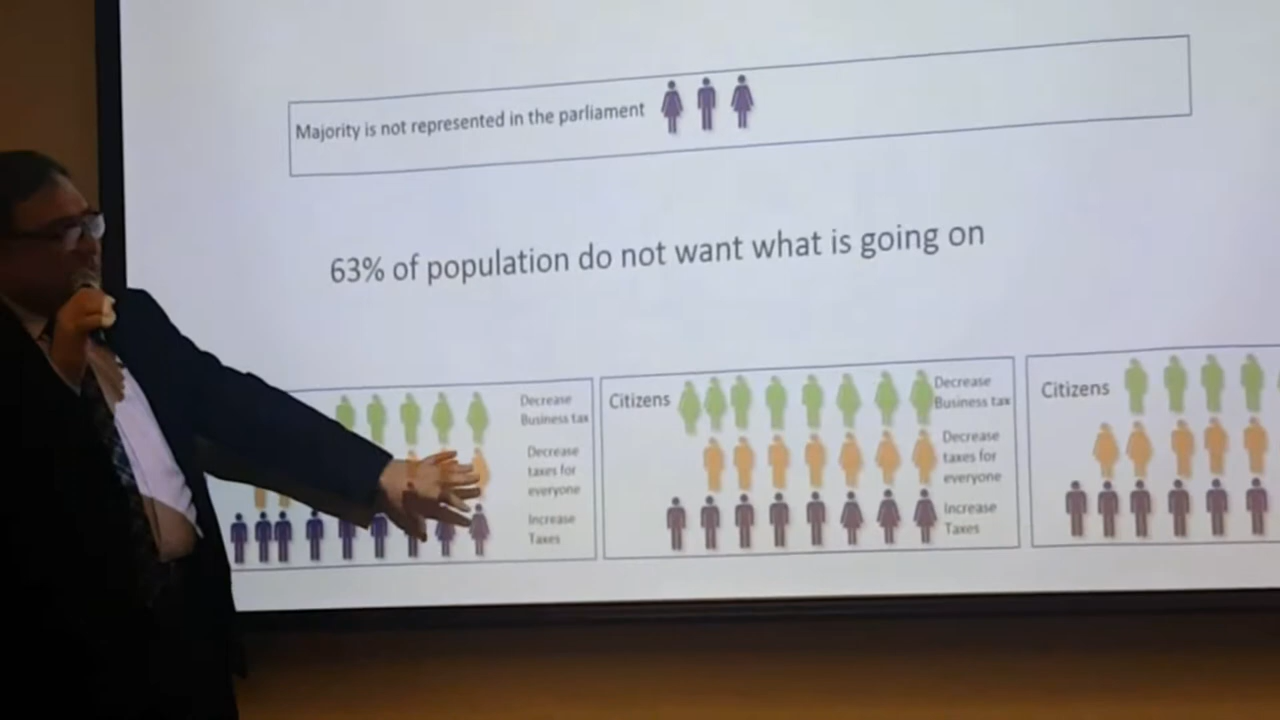 Majority is not represented in the parliament
63% of population do not want what is going on
Decrease
Business tax
Decrease
taxes for
everyone
Increase
Taxes
Citizens
Decrease
Business tax
Decrease
taxes for
everyone
Increase
Taxes
Citizens